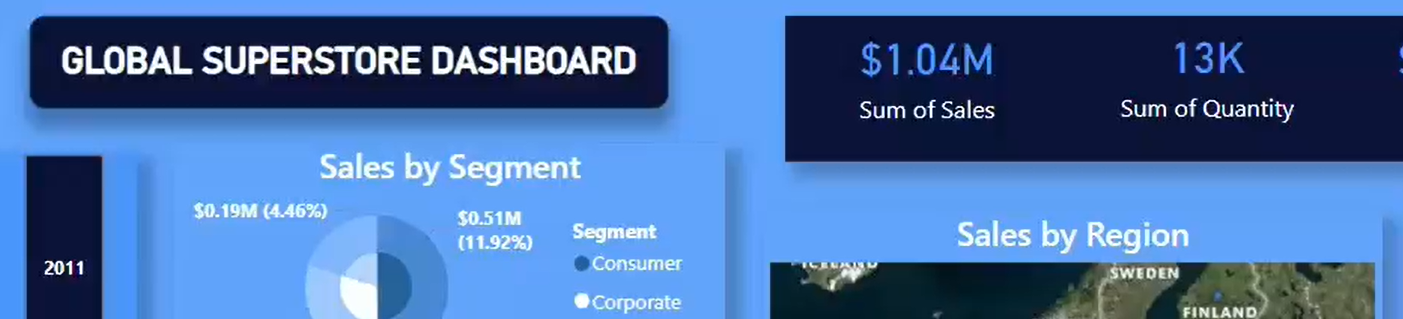 GLOBAL SUPERSTORE DASHBOARD
$1.04M
13K
Sum of Sales
Sum of Quantity
Sales by Segment
$0.19M (4.46%)
$0.51M
(11.92%)
Segment
Consumer
Corporate
2011
Sales by Region
ICELAND
SWEDEN
FINLAND